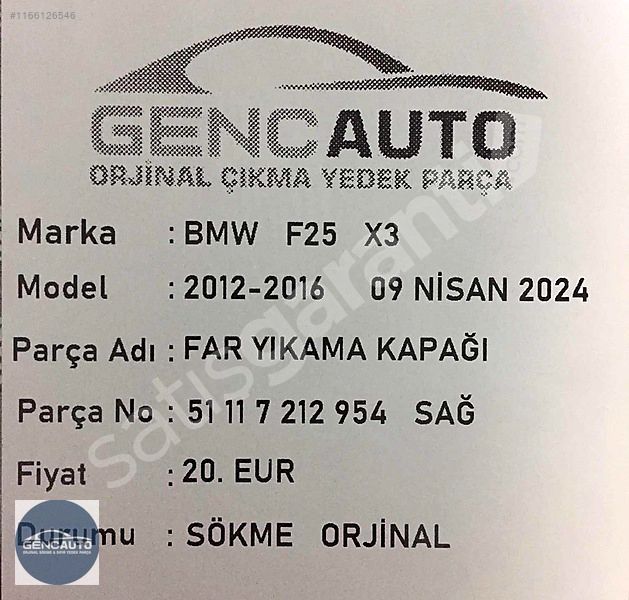 #1166126546
GENCAUTO
ORJİNAL ÇIKMA YEDEK PARÇA
Marka : BMW F25 X3
Model : 2012-2016 09 NİSAN 2024
Parça Adı : FAR YIKAMA KAPAĞI
Parça No : 51 11 7 212 954 SAĞ
Fiyat : 20. EUR
Durumu : SÖKME ORJİNAL
GENCAUTO
satisgaranti